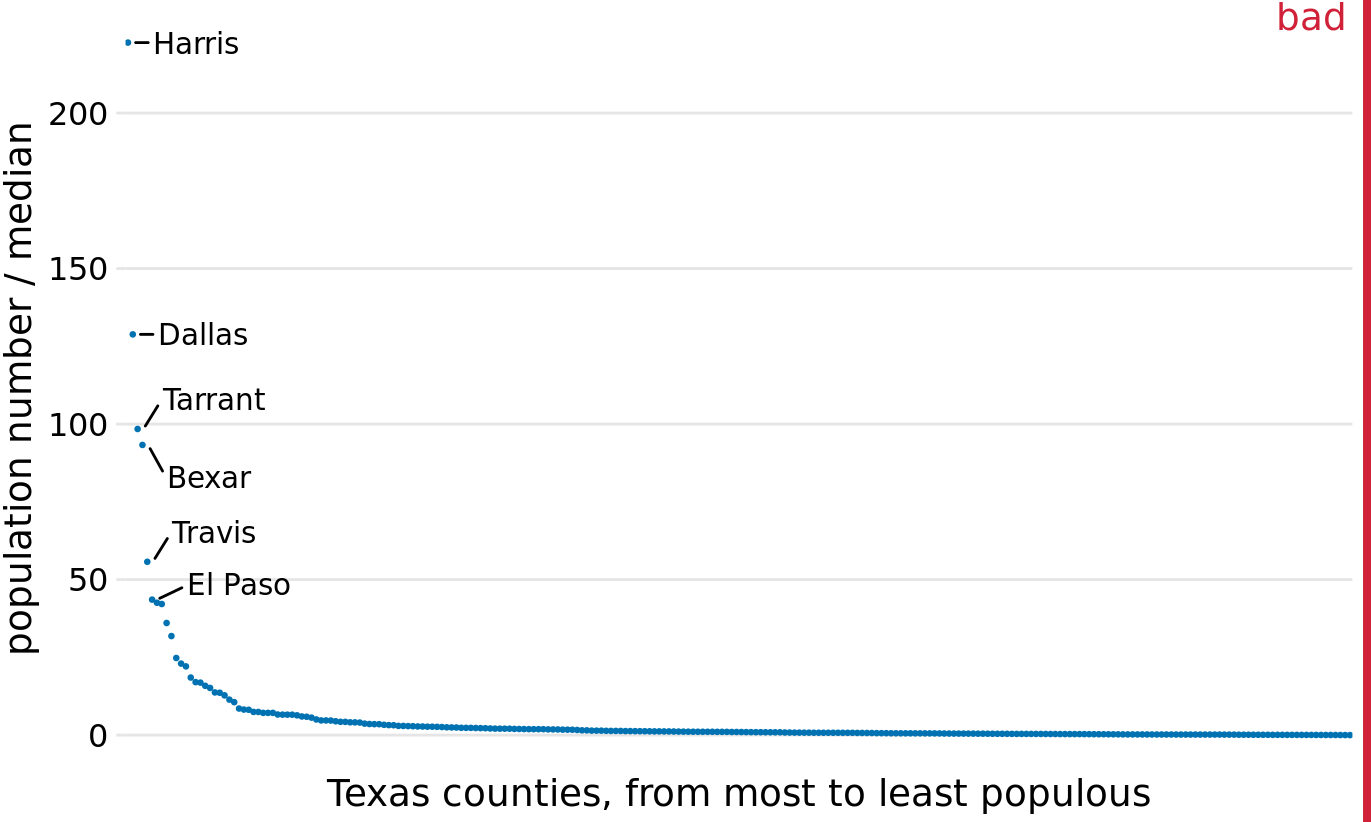 bad
Harris
200
150
Dallas
Tarrant
100
Bexar
Travis
50
El Paso
0
population number / median
Texas counties, from most to least populous